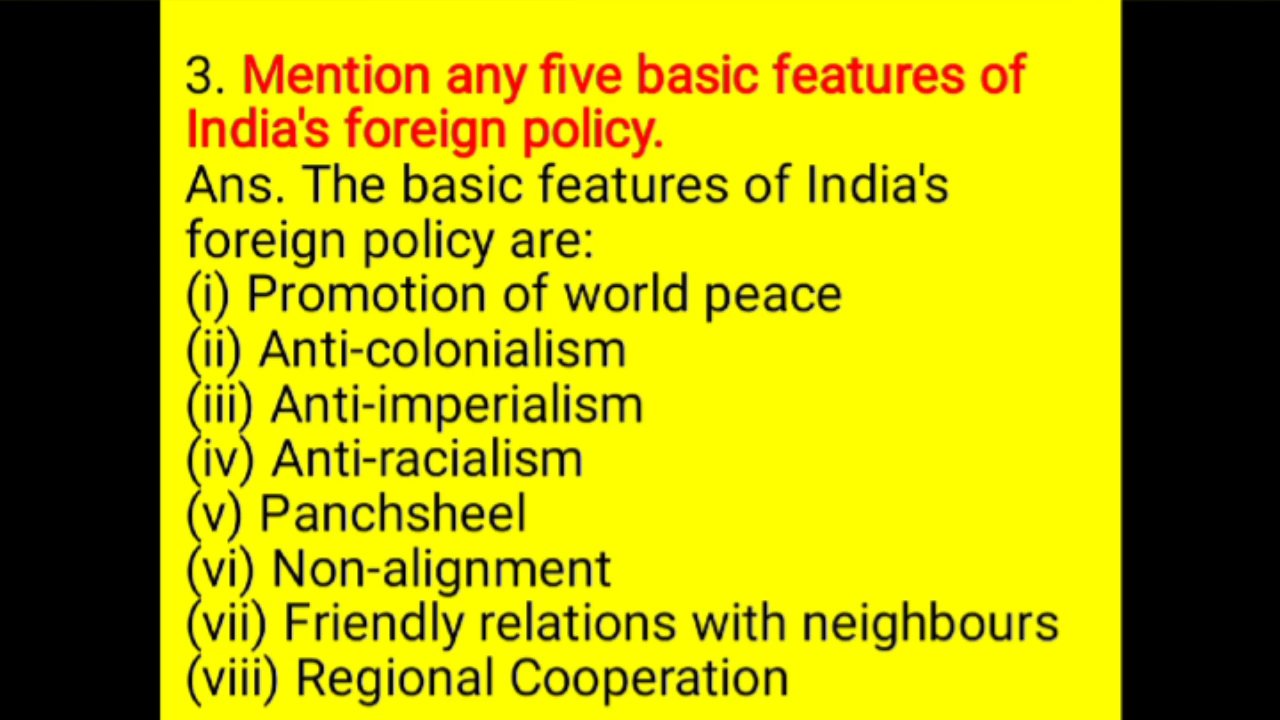 3. Mention any five basic features of
India's foreign policy.
Ans. The basic features of India's
foreign policy are:
(i) Promotion of world peace
(ii) Anti-colonialism
(iii) Anti-imperialism
(iv) Anti-racialism
(v) Panchsheel
(vi) Non-alignment
(vii) Friendly relations with neighbours
(viii) Regional Cooperation